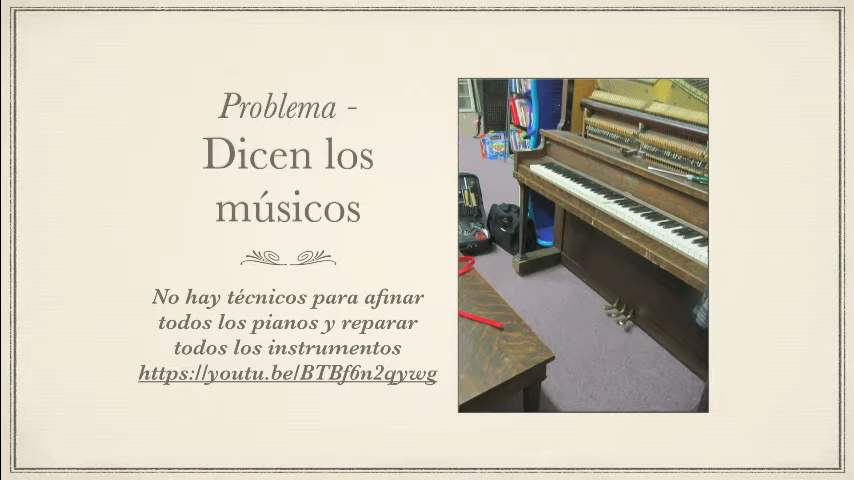 Problema -
Dicen los
músicos
No hay técnicos para afinar
todos los pianos y reparar
todos los instrumentos
https://youtu.be/BTBf6n2qywg